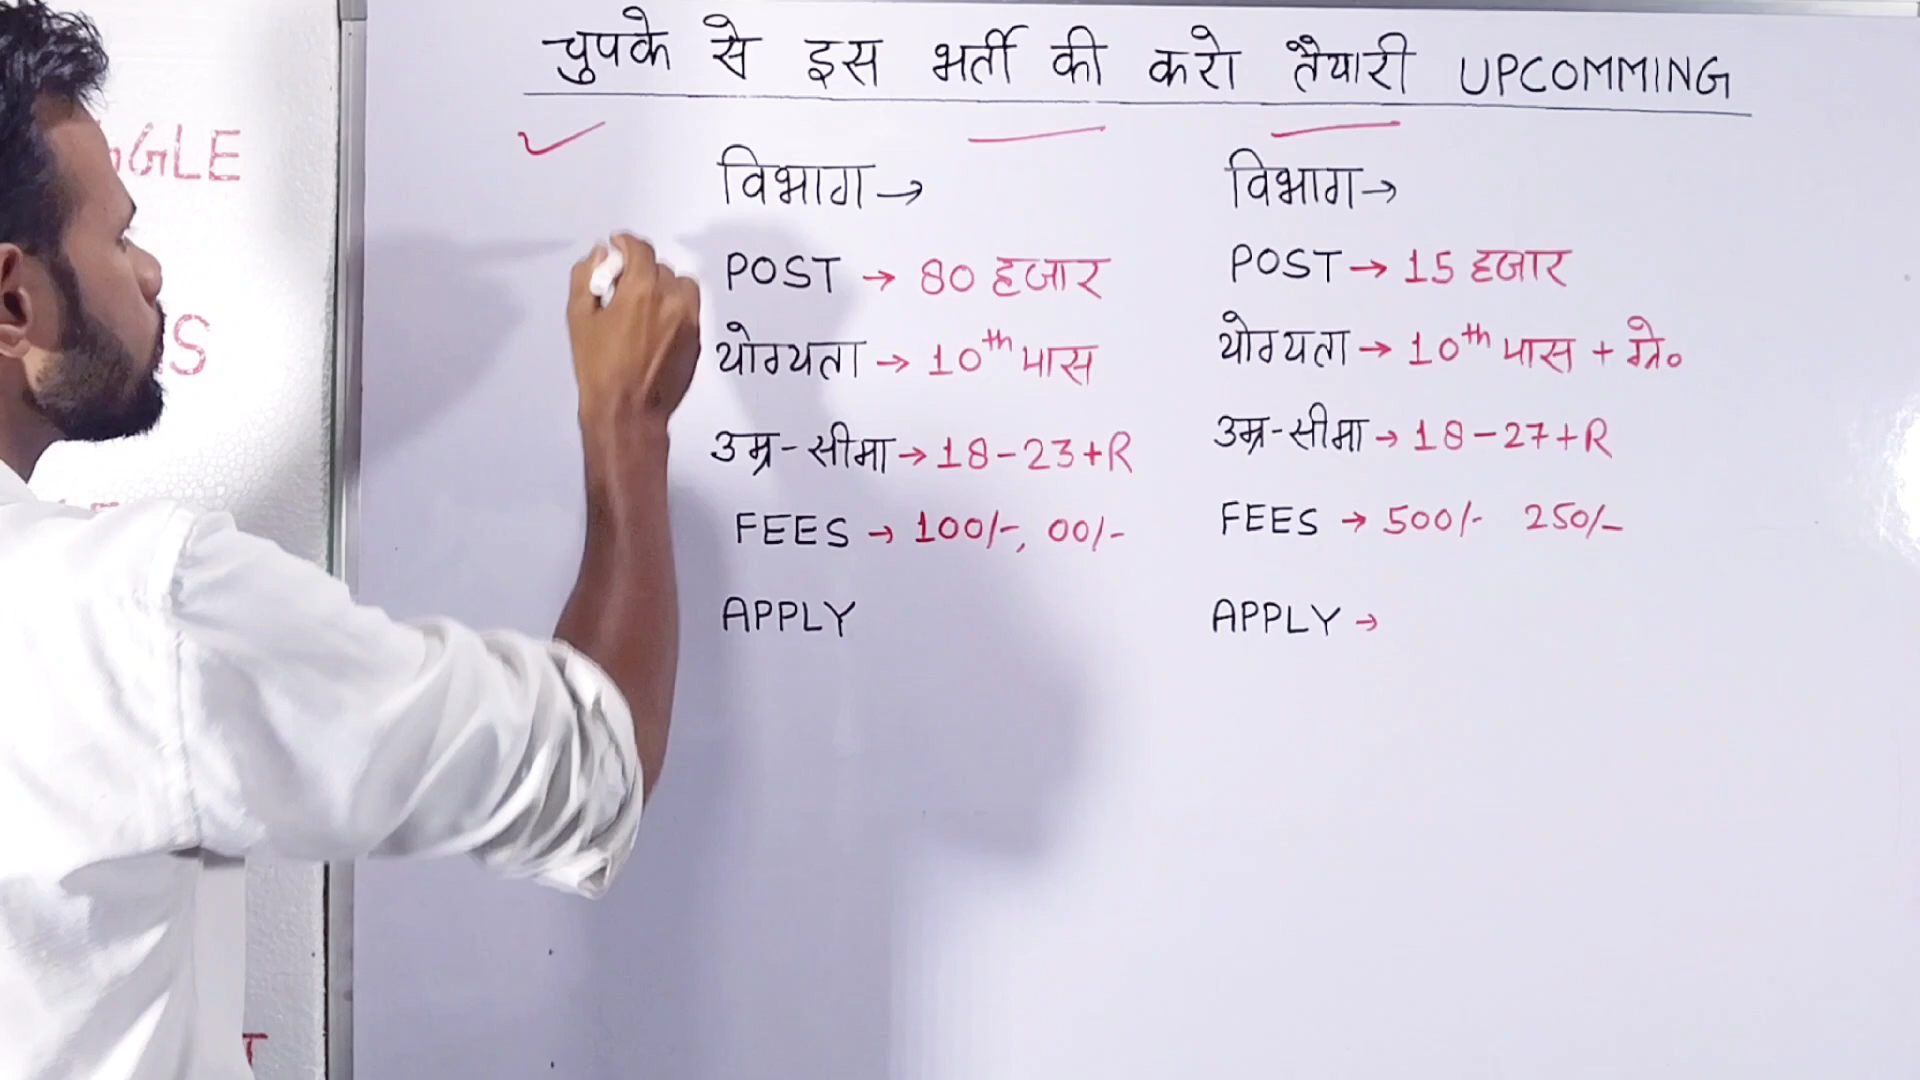 चुपके से इस भर्ती की करो तैयारी UPCOMMING
विभाग→
POST → 80 हजार
योग्यता → 10th पास
उम्र-सीमा→18-23+R
FEES → 100/-, 00/-
APPLY
विभाग→
POST → 15 हजार
योग्यता → 10th पास + ग्रे०
उम्र-सीमा→ 18-27+R
FEES → 500/- 250/-
APPLY →